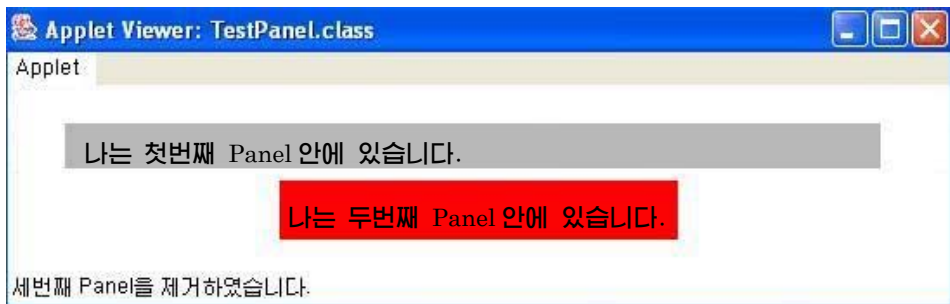 Applet Viewer: TestPanel.class
Applet
나는 첫번째 Panel 안에 있습니다.
나는 두번째 Panel 안에 있습니다.
세번째 Panel을 제거하였습니다.